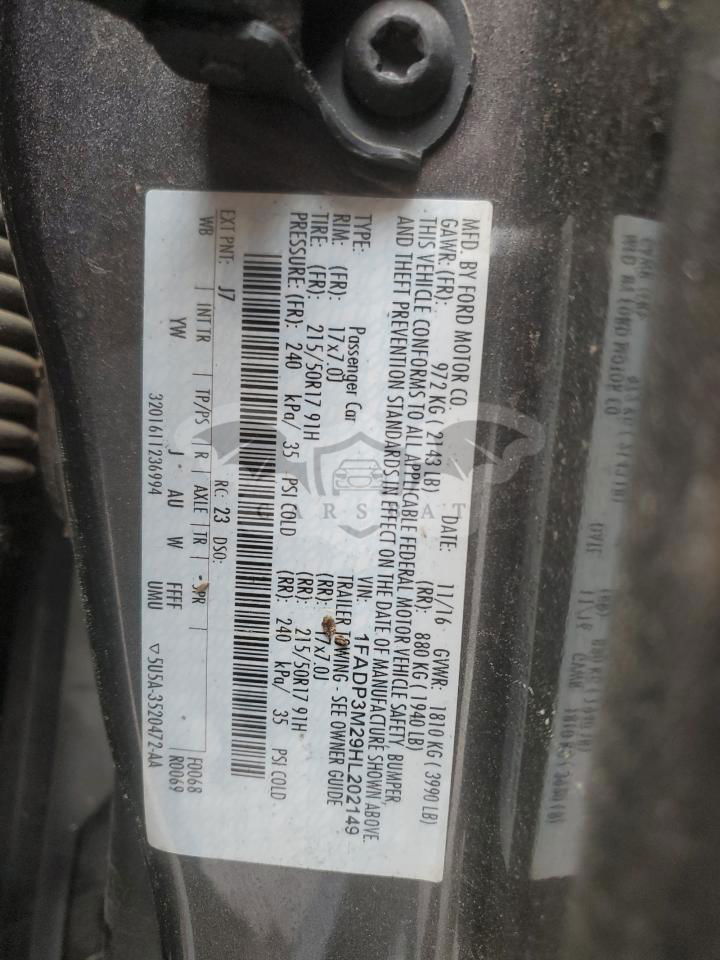 MFD. BY FORD MOTOR CO.
DATE: 11/16 GVWR: 1810 KG ( 3990 LB)
GAWR: (FR): 972 KG ( 2143 LB) (RR): 880 KG ( 1940 LB)
THIS VEHICLE CONFORMS TO ALL APPLICABLE FEDERAL MOTOR VEHICLE SAFETY, BUMPER,
AND THEFT PREVENTION STANDARDS IN EFFECT ON THE DATE OF MANUFACTURE SHOWN ABOVE.
VIN: 1FADP3M29HL202149
TYPE: Passenger Car TRAILER TOWING - SEE OWNER GUIDE
RIM: (FR): 17x7.0J (RR): 17x7.0J
TIRE: (FR): 215/50R17 91H (RR): 215/50R17 91H
PRESSURE: (FR): 240 kPa/ 35 PSI COLD (RR): 240 kPa/ 35 PSI COLD
EXT PNT: J7 RC: 23 DSO: F0068
WB INT TR TP/PS R AXLE TR SPR R0069
YW J AU W FFFF UMU
3201611236994 ▽5U5A-3520472-AA
CARSTAT